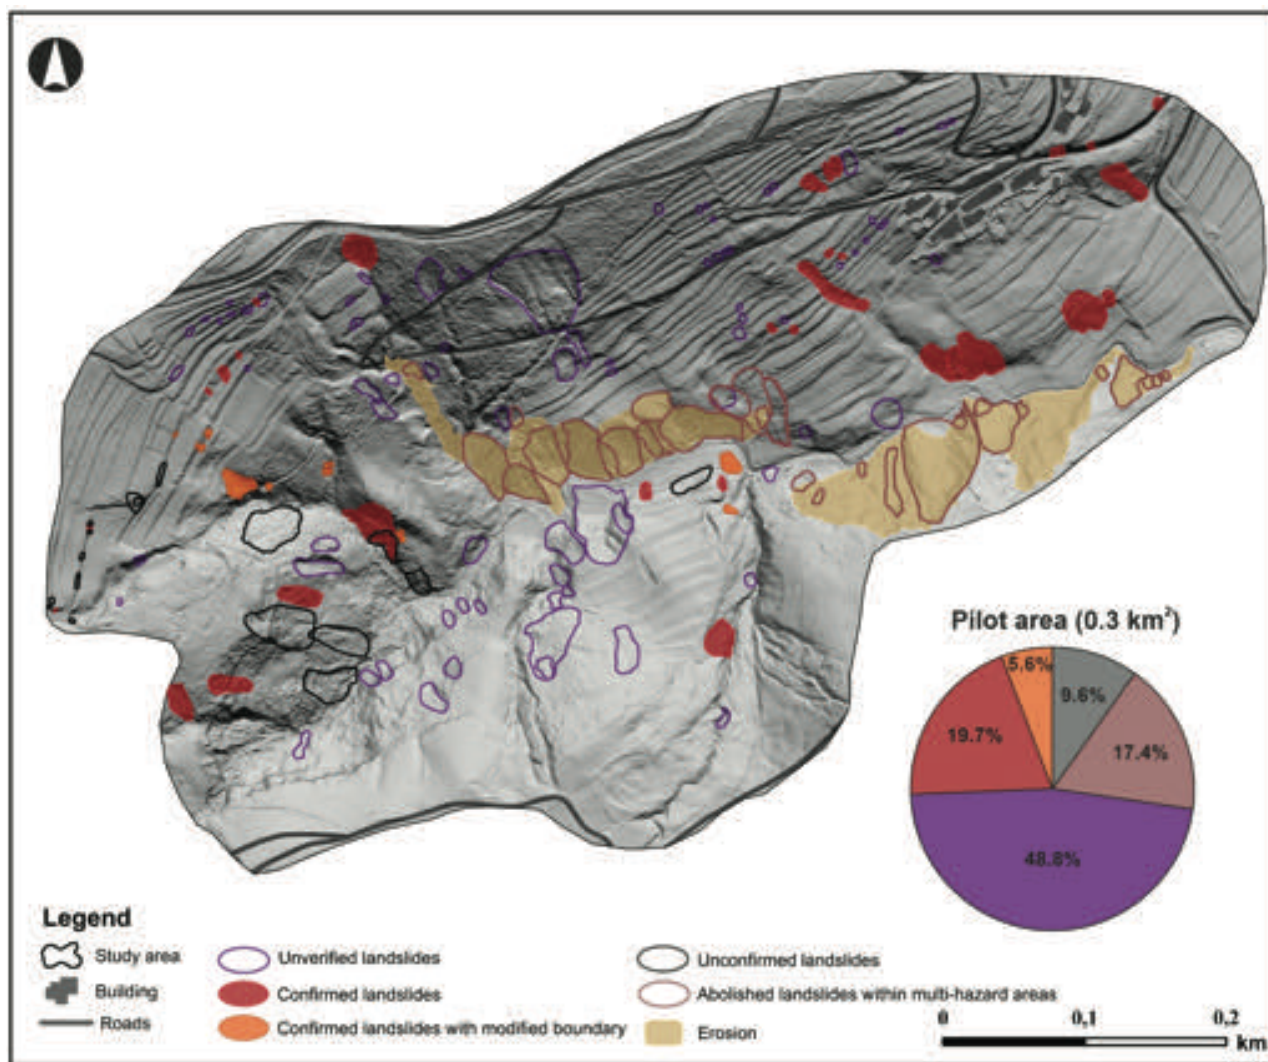 Pilot area (0.3 km²)
5.6%
9.6%
19.7%
17.4%
48.8%
Legend
Study area
Building
Roads
Unverified landslides
Confirmed landslides
Confirmed landslides with modified boundary
Unconfirmed landslides
Abolished landslides within multi-hazard areas
Erosion
0 0,1 0,2
km